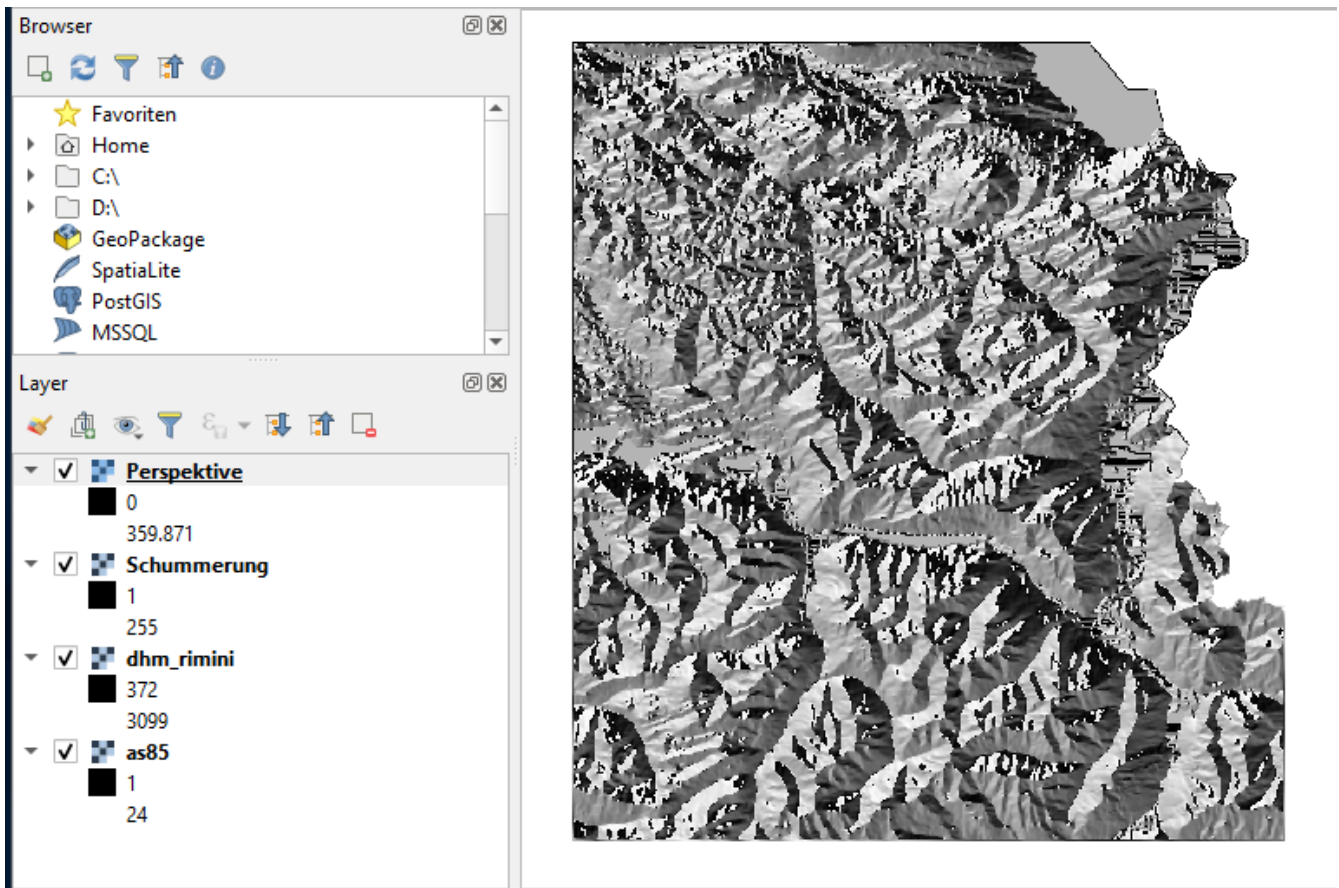 Browser
Favoriten
Home
C:\
D:\
GeoPackage
SpatiaLite
PostGIS
MSSQL
Layer
Perspektive
0
359.871
Schummerung
1
255
dhm_rimini
372
3099
as85
1
24